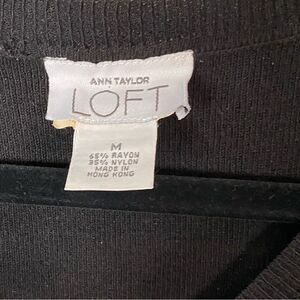 ANN TAYLOR
LOFT
M
65% RAYON
35% NYLON
MADE IN
HONG KONG